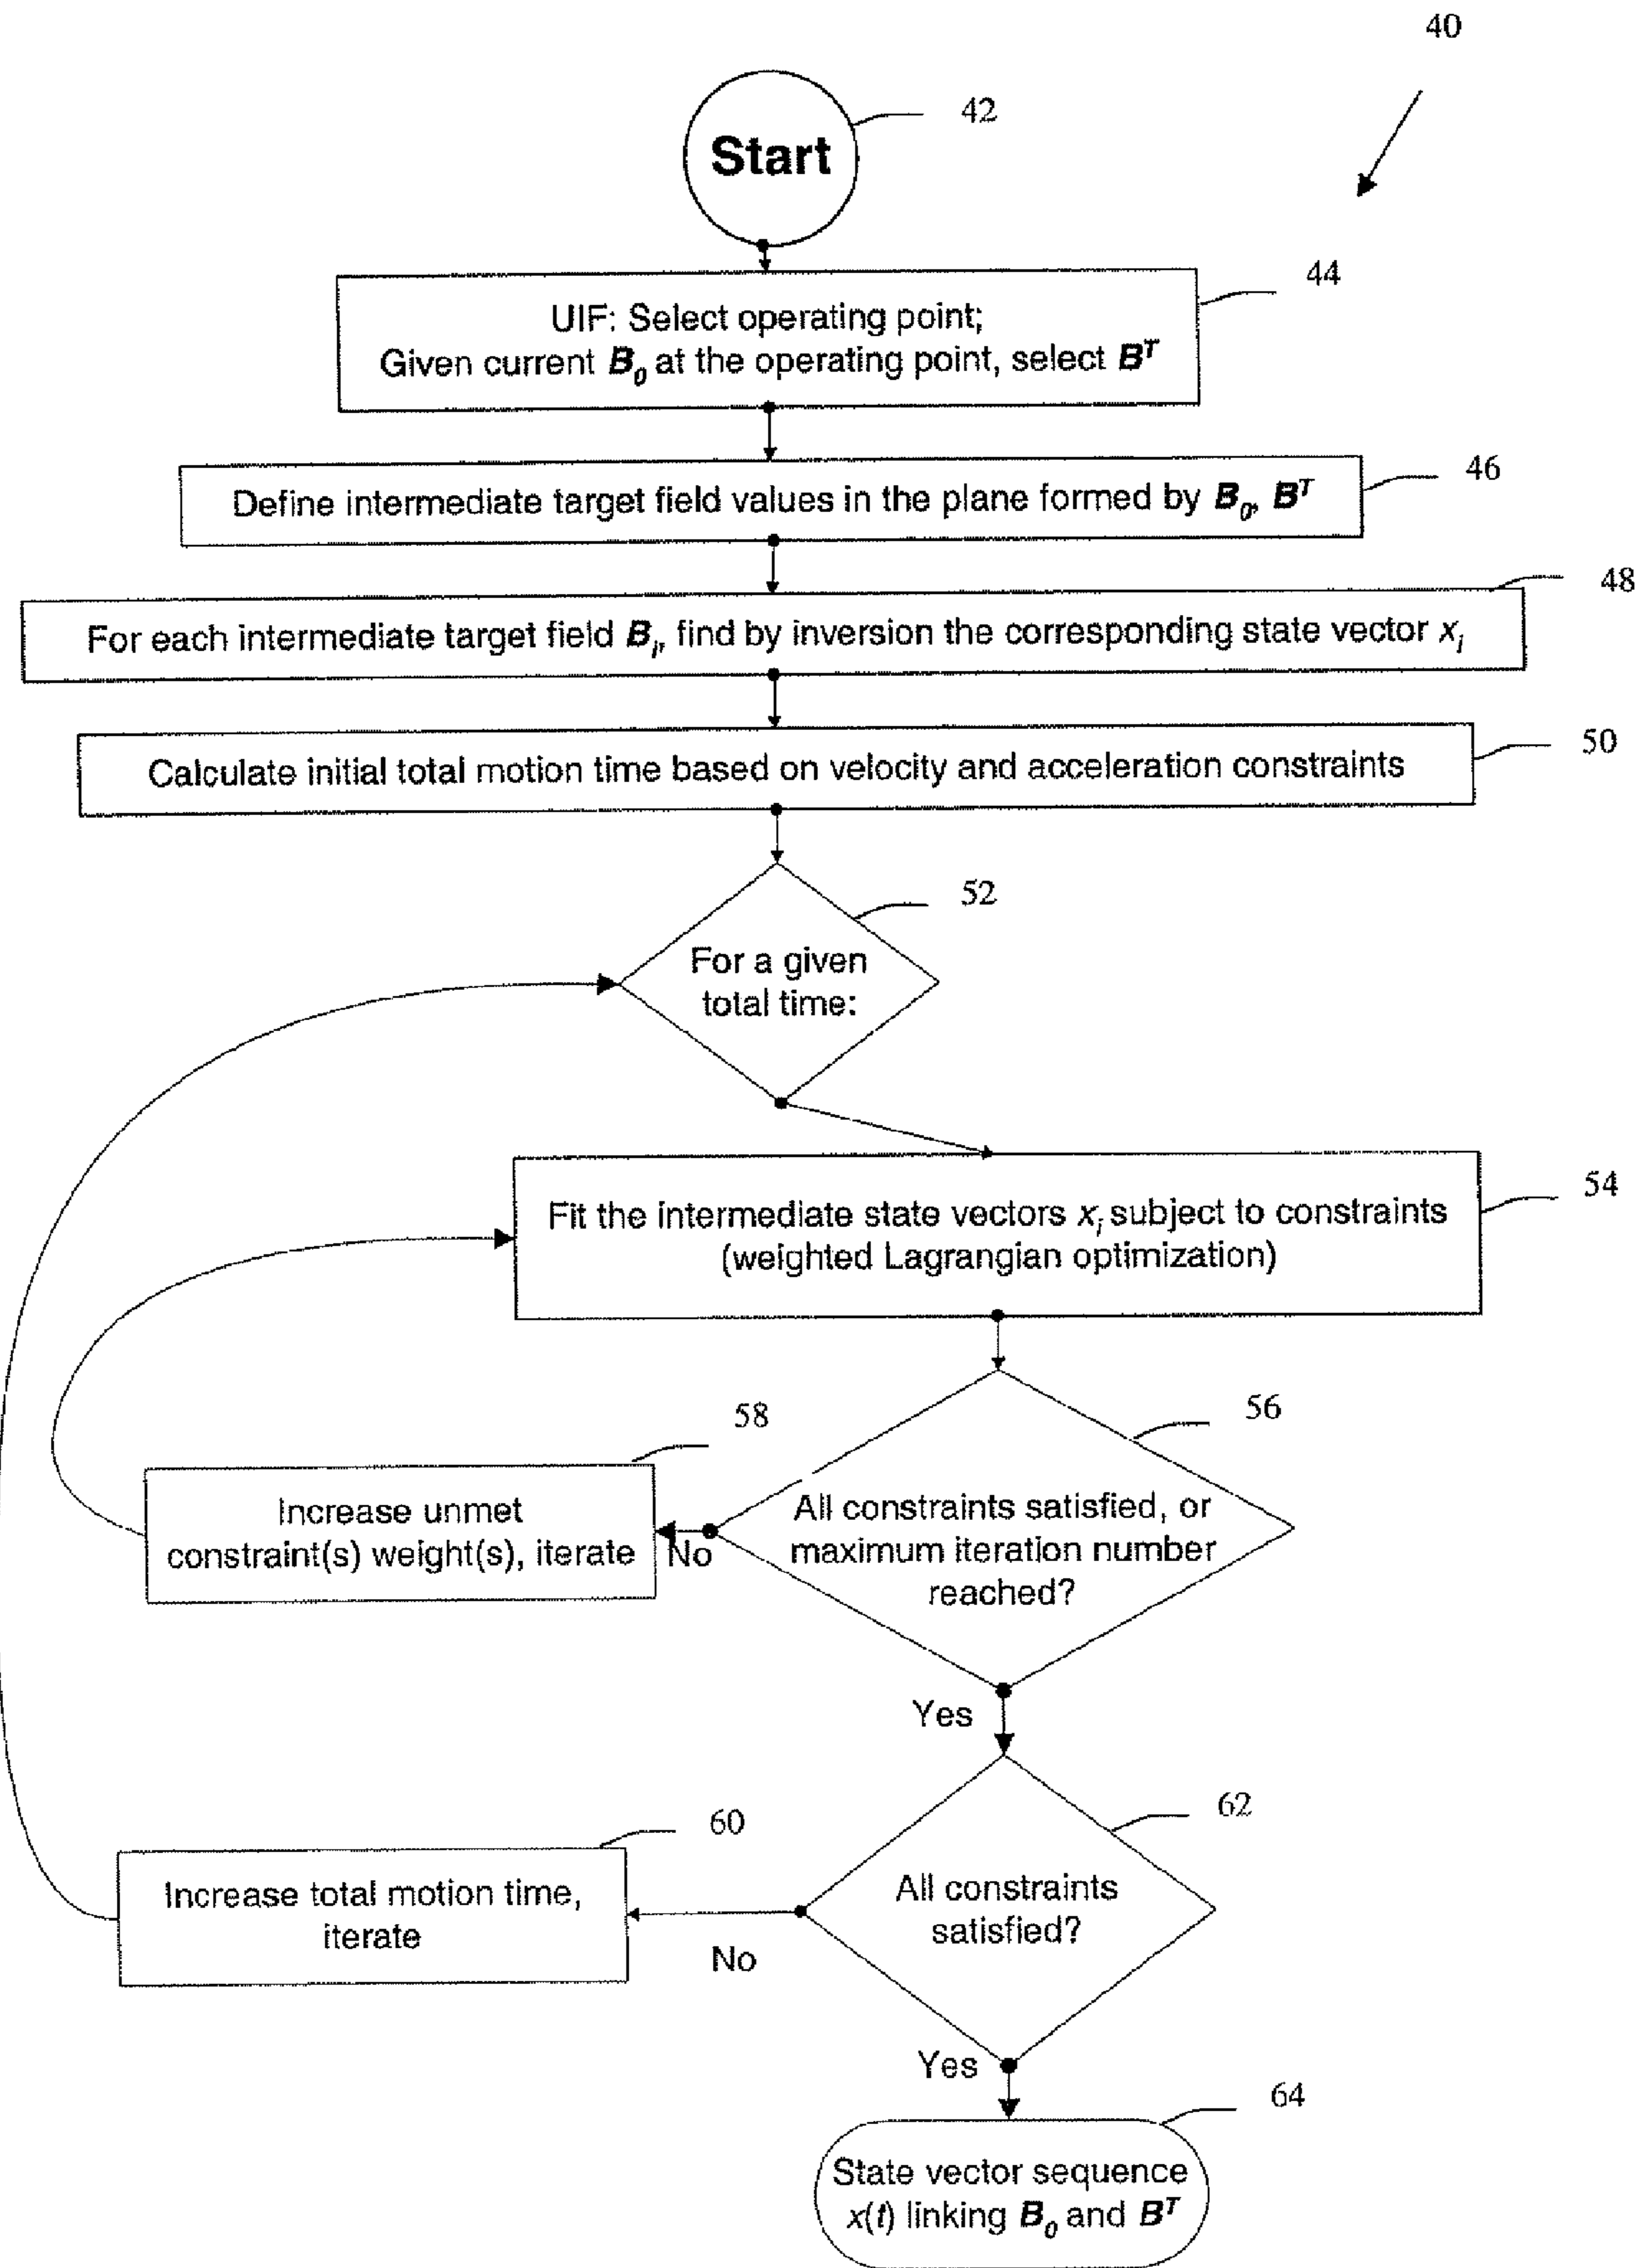 40
42
Start
44
UIF: Select operating point;
Given current B0 at the operating point, select B^T
46
Define intermediate target field values in the plane formed by B0, B^T
48
For each intermediate target field Bi, find by inversion the corresponding state vector xi
50
Calculate initial total motion time based on velocity and acceleration constraints
52
For a given
total time:
54
Fit the intermediate state vectors xi subject to constraints
(weighted Lagrangian optimization)
56
58
All constraints satisfied, or
maximum iteration number
reached?
Increase unmet
constraint(s) weight(s), iterate
No
Yes
62
60
All constraints
satisfied?
Increase total motion time,
iterate
No
Yes
64
State vector sequence
x(t) linking B0 and B^T